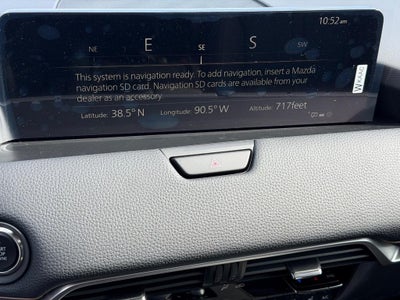 10:52 am
NE E SE S SW
This system is navigation ready. To add navigation, insert a Mazda
navigation SD card. Navigation SD cards are available from your
dealer as an accessory.
Latitude: 38.5° N Longitude: 90.5° W Altitude: 717feet
START
STOP